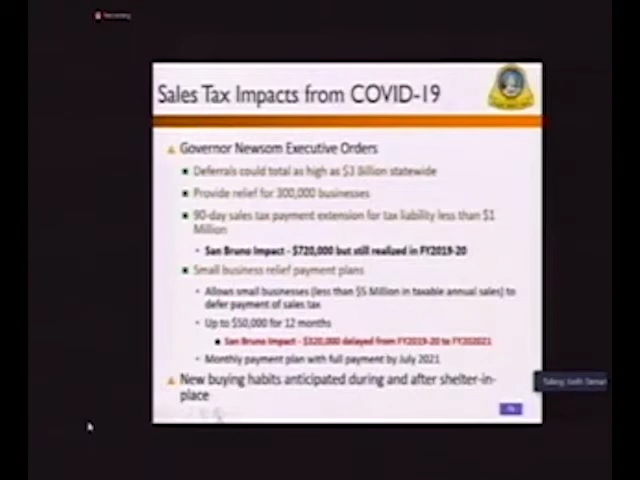 Recording
Sales Tax Impacts from COVID-19
Governor Newsom Executive Orders
Deferrals could total as high as $3 Billion statewide
Provide relief for 300,000 businesses
90-day sales tax payment extension for tax liability less than $1
Million
San Bruno Impact - $720,000 but still realized in FY2019-20
Small business relief payment plans
Allows small businesses (less than $5 Million in taxable annual sales) to
defer payment of sales tax
Up to $50,000 for 12 months
San Bruno Impact - $320,000 delayed from FY2019-20 to FY202021
Monthly payment plan with full payment by July 2021
New buying habits anticipated during and after shelter-in-
place
Talking: Keith